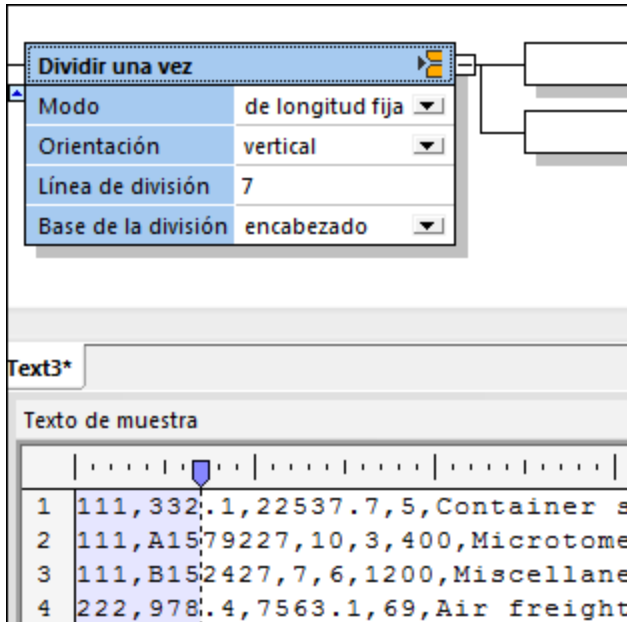 Dividir una vez
Modo de longitud fija
Orientación vertical
Línea de división 7
Base de la división encabezado
Text3*
Texto de muestra
1 111,332.1,22537.7,5,Container s
2 111,A1579227,10,3,400,Microtome
3 111,B152427,7,6,1200,Miscellane
4 222,978.4,7563.1,69,Air freight